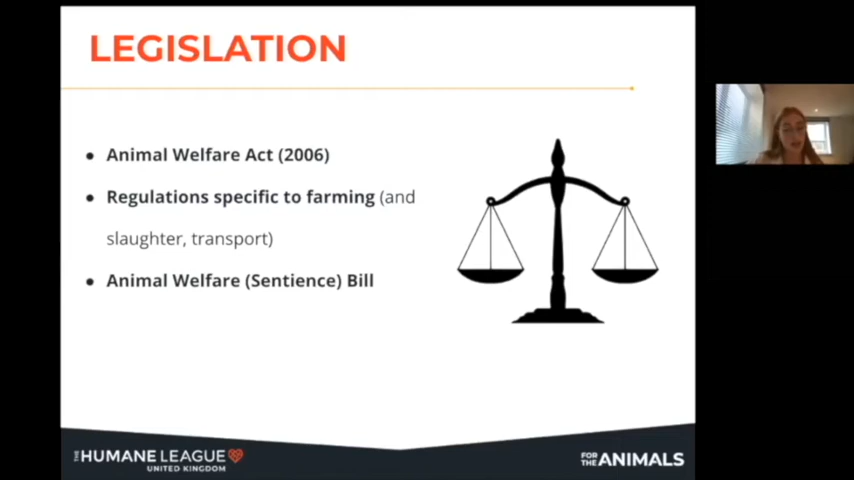 LEGISLATION
● Animal Welfare Act (2006)
● Regulations specific to farming (and
slaughter, transport)
● Animal Welfare (Sentience) Bill
THE HUMANE LEAGUE
UNITED KINGDOM
FOR THE ANIMALS